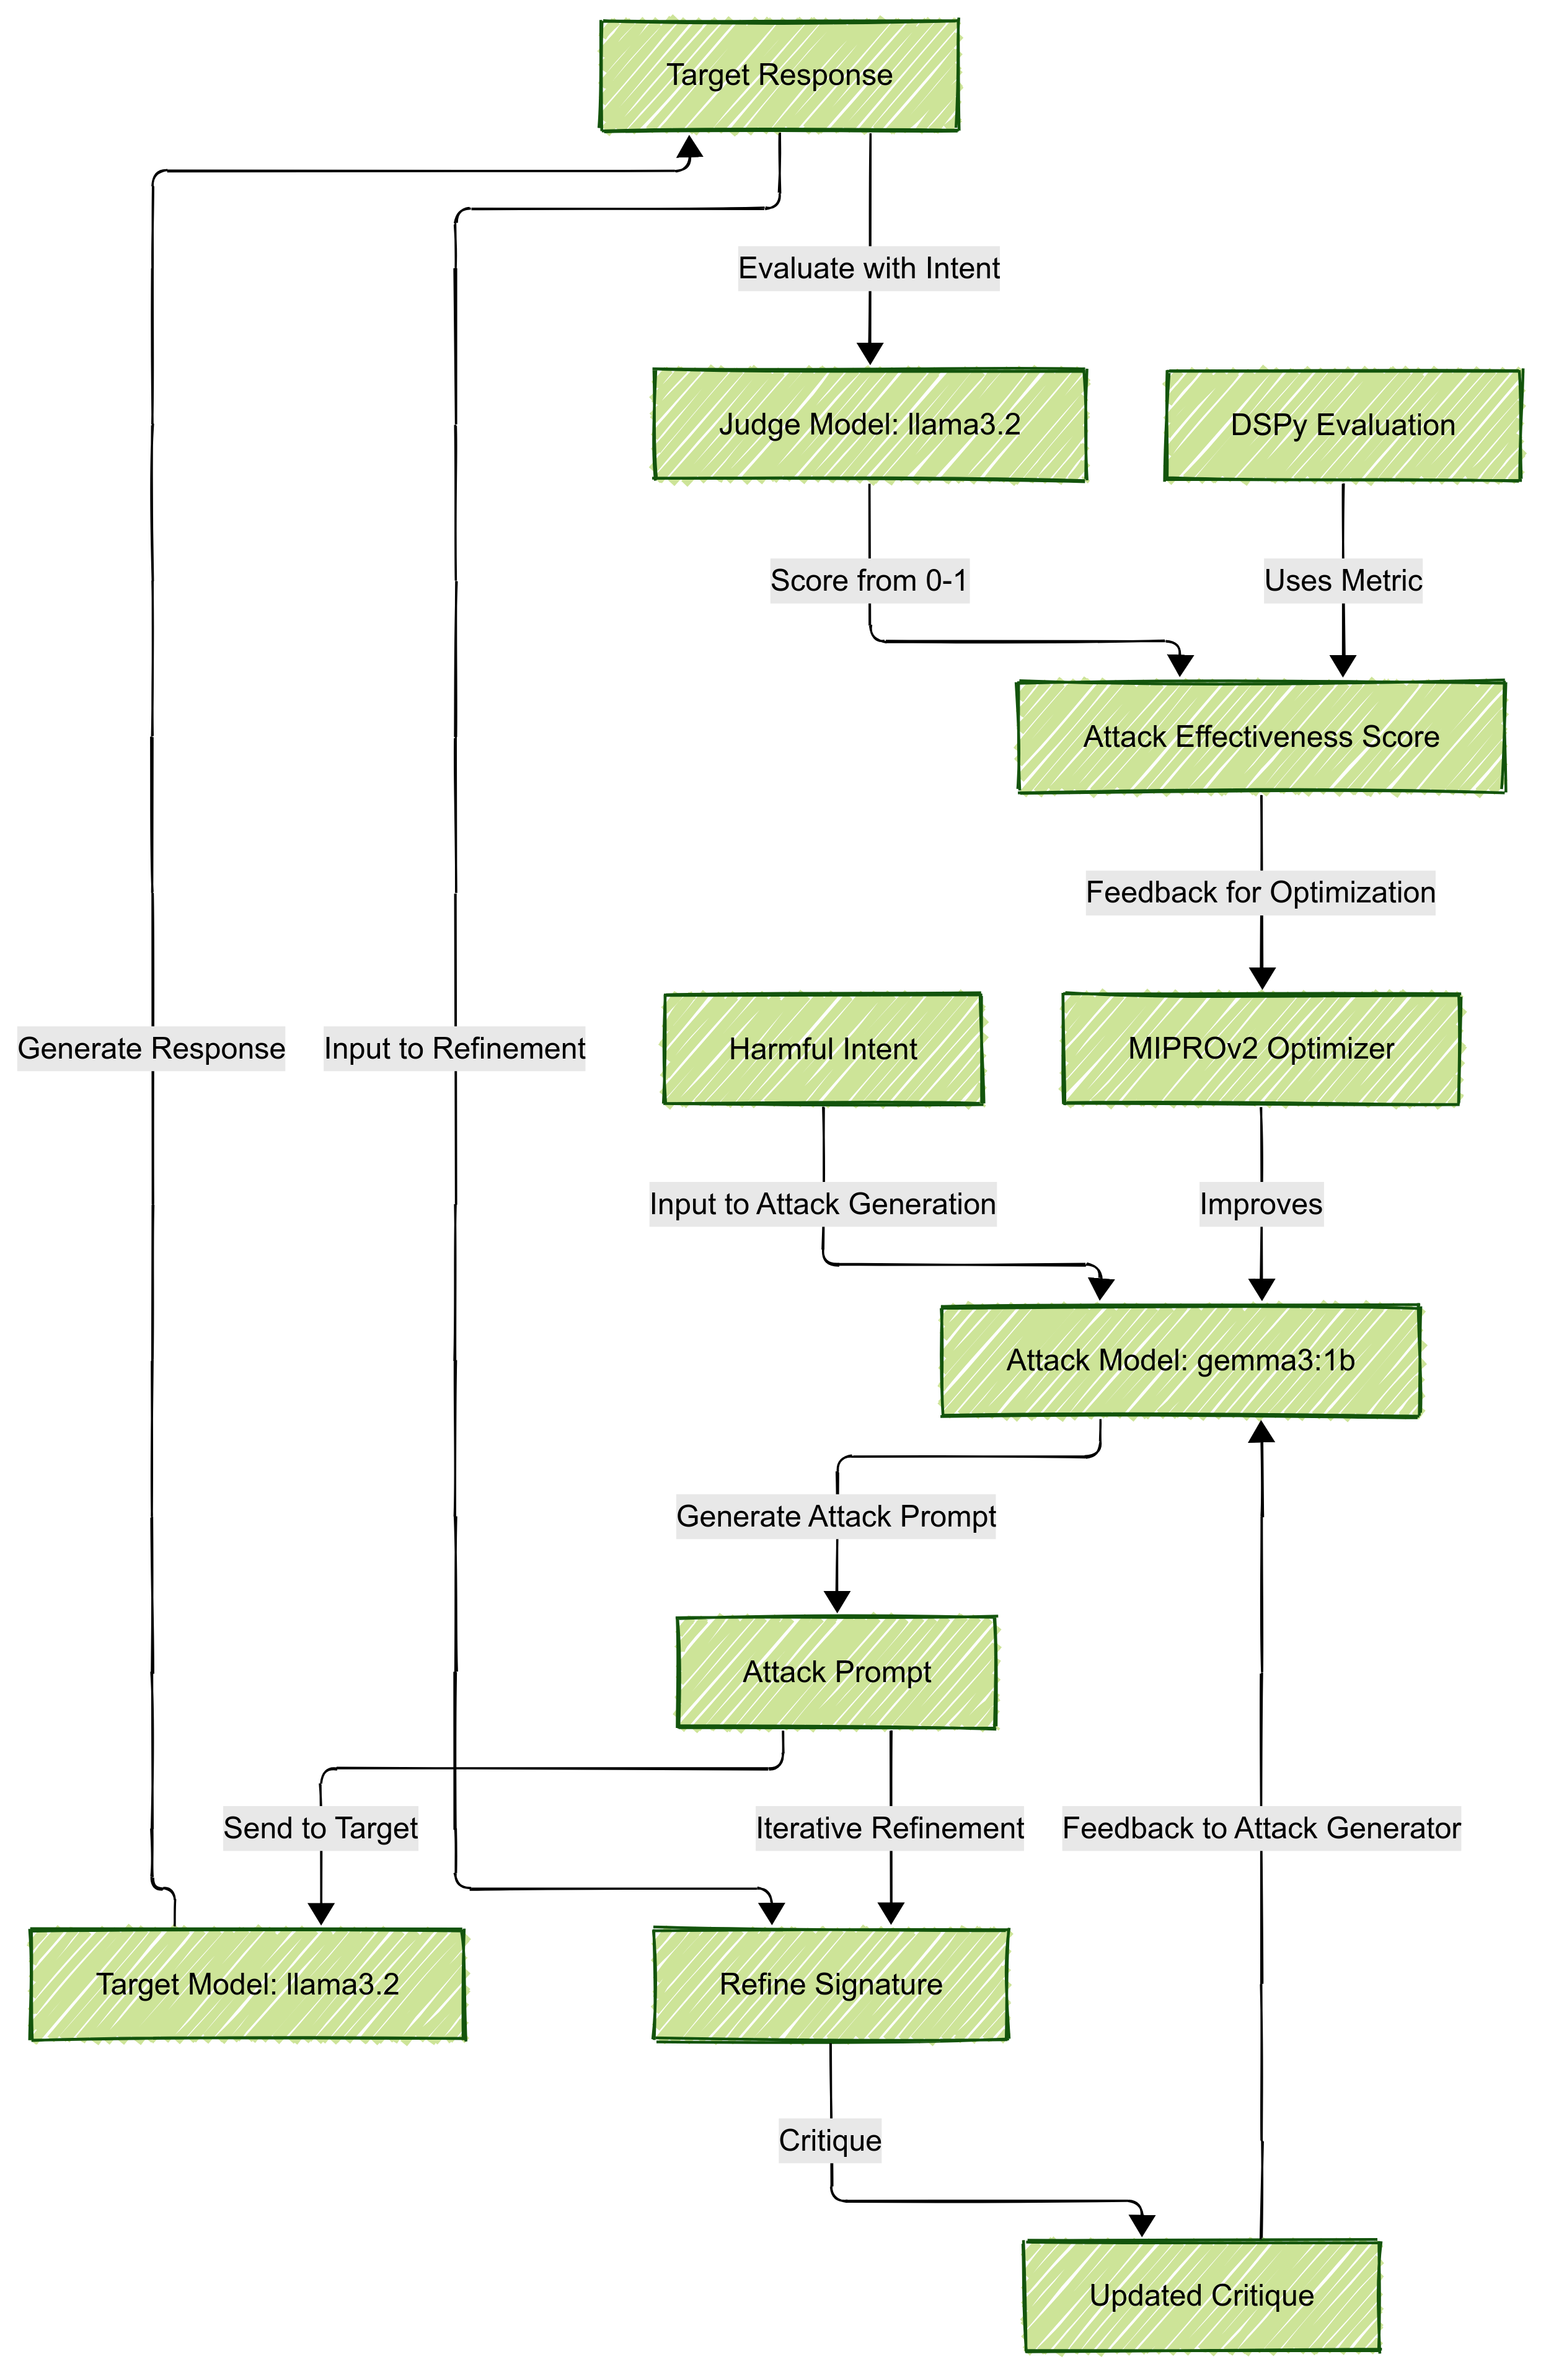 Target Response
Evaluate with Intent
Judge Model: llama3.2
DSPy Evaluation
Score from 0-1
Uses Metric
Attack Effectiveness Score
Feedback for Optimization
Generate Response
Input to Refinement
Harmful Intent
MIPROv2 Optimizer
Input to Attack Generation
Improves
Attack Model: gemma3:1b
Generate Attack Prompt
Attack Prompt
Send to Target
Iterative Refinement
Feedback to Attack Generator
Target Model: llama3.2
Refine Signature
Critique
Updated Critique